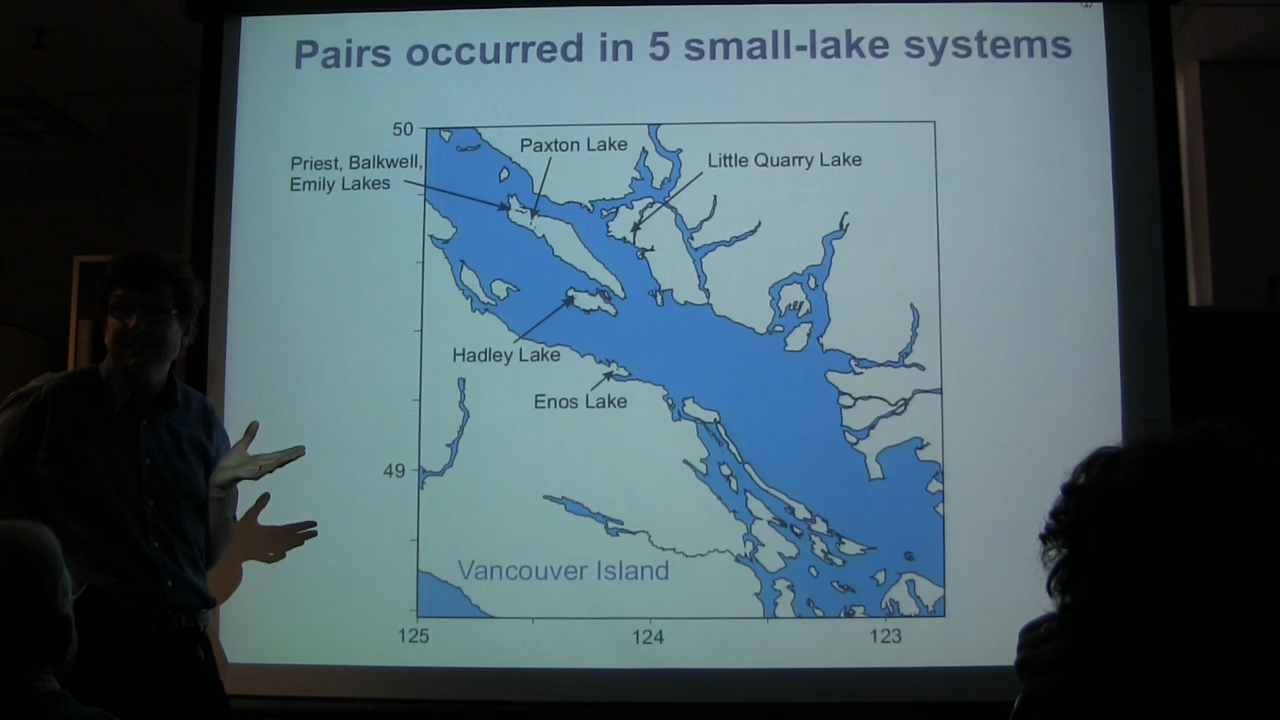 Pairs occurred in 5 small-lake systems
50
Paxton Lake
Little Quarry Lake
Priest, Balkwell,
Emily Lakes
Hadley Lake
Enos Lake
49
Vancouver Island
125
124
123